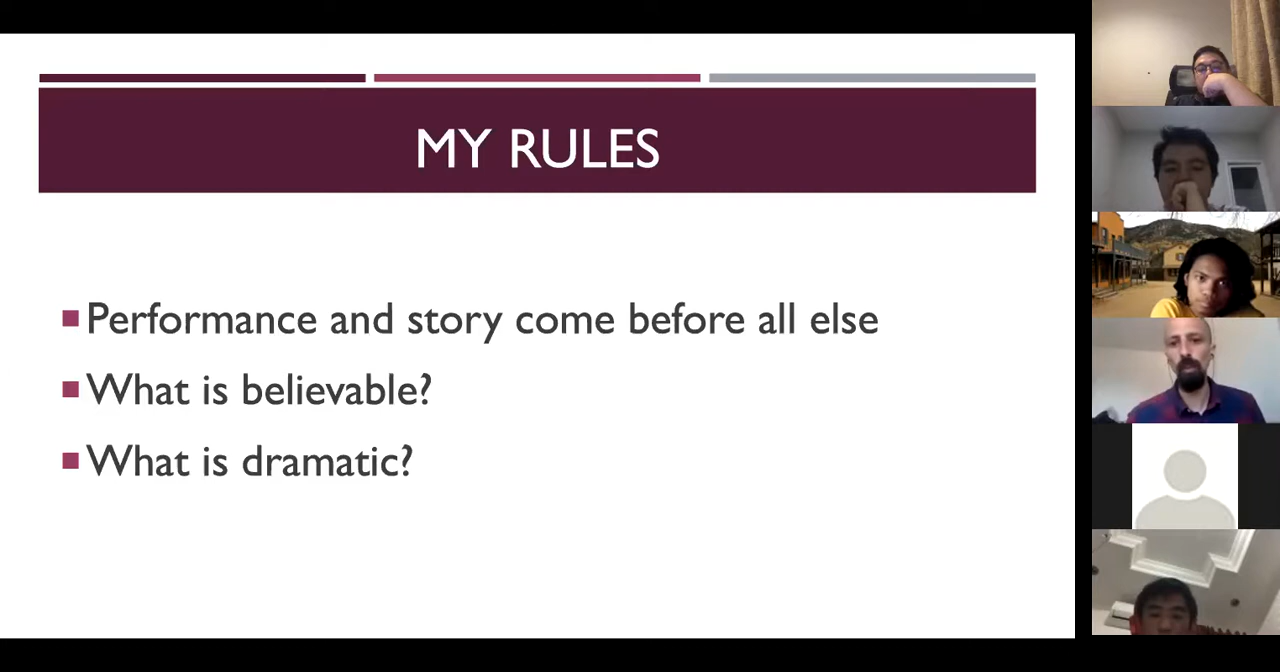 MY RULES
Performance and story come before all else
What is believable?
What is dramatic?